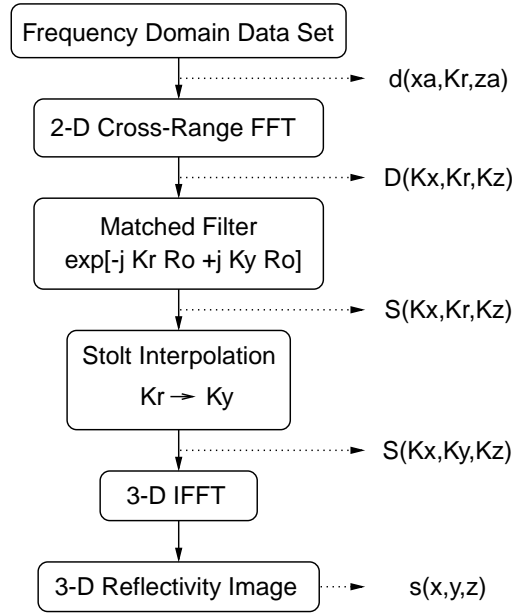 Frequency Domain Data Set
d(xa,Kr,za)
2-D Cross-Range FFT
D(Kx,Kr,Kz)
Matched Filter
exp[-j Kr Ro +j Ky Ro]
S(Kx,Kr,Kz)
Stolt Interpolation
Kr → Ky
S(Kx,Ky,Kz)
3-D IFFT
3-D Reflectivity Image
s(x,y,z)